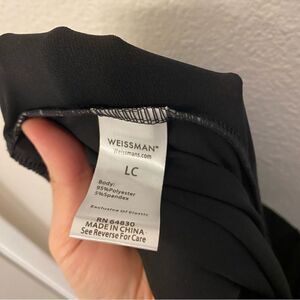 WEISSMAN®
Weissmans.com
LC
Body:
95%Polyester
5%Spandex
Exclusive Of Elastic
RN 64830
MADE IN CHINA
See Reverse For Care